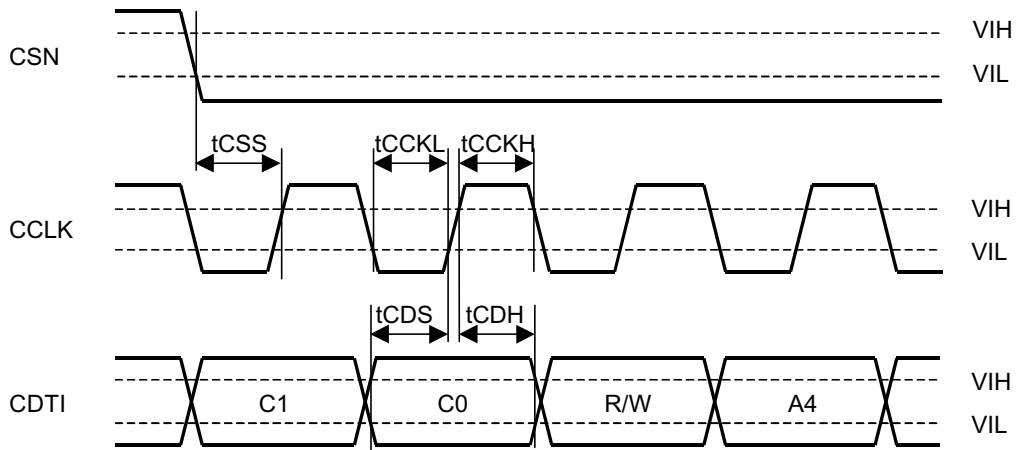 CSN
VIH
VIL
tCSS
tCCKL
tCCKH
CCLK
VIH
VIL
tCDS
tCDH
CDTI
C1
C0
R/W
A4
VIH
VIL